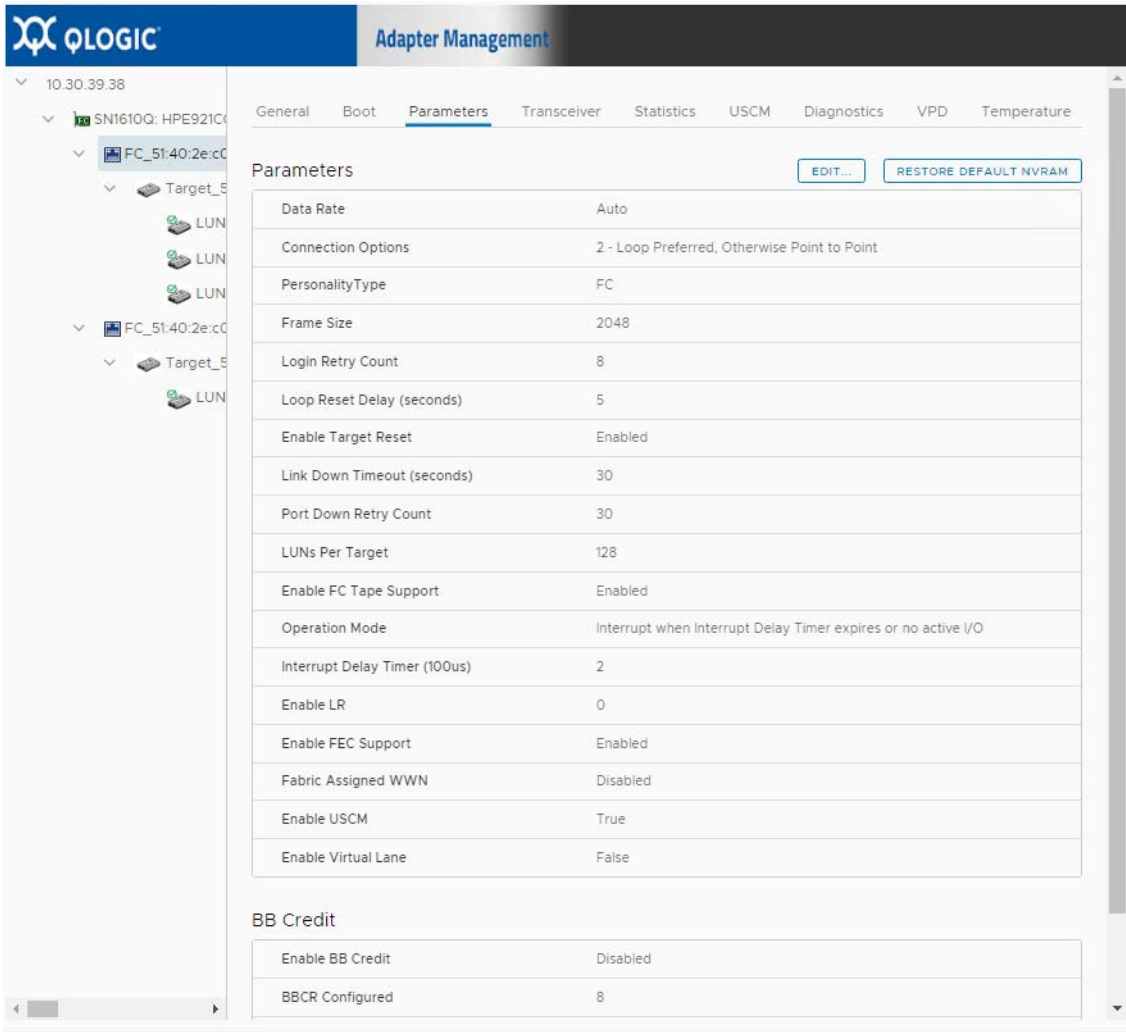 QLOGIC
Adapter Management
10.30.39.38
SN1610Q: HPE921C
FC_51:40:2e:c0
Target_5
LUN
LUN
LUN
FC_51:40:2e:c0
Target_5
LUN
General Boot Parameters Transceiver Statistics USCM Diagnostics VPD Temperature
Parameters EDIT... RESTORE DEFAULT NVRAM
Data Rate Auto
Connection Options 2 - Loop Preferred, Otherwise Point to Point
PersonalityType FC
Frame Size 2048
Login Retry Count 8
Loop Reset Delay (seconds) 5
Enable Target Reset Enabled
Link Down Timeout (seconds) 30
Port Down Retry Count 30
LUNs Per Target 128
Enable FC Tape Support Enabled
Operation Mode Interrupt when Interrupt Delay Timer expires or no active I/O
Interrupt Delay Timer (100us) 2
Enable LR 0
Enable FEC Support Enabled
Fabric Assigned WWN Disabled
Enable USCM True
Enable Virtual Lane False
BB Credit
Enable BB Credit Disabled
BBCR Configured 8